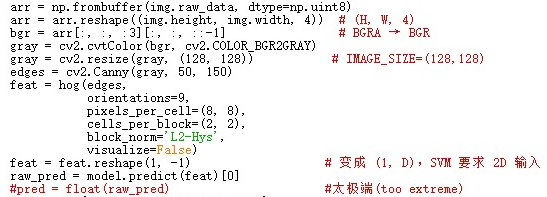 arr = np.frombuffer(img.raw_data, dtype=np.uint8)
arr = arr.reshape((img.height, img.width, 4))  # (H, W, 4)
bgr = arr[:, :, :3][:, :, ::-1]                # BGRA → BGR
gray = cv2.cvtColor(bgr, cv2.COLOR_BGR2GRAY)
gray = cv2.resize(gray, (128, 128))            # IMAGE_SIZE=(128,128)
edges = cv2.Canny(gray, 50, 150)
feat = hog(edges,
           orientations=9,
           pixels_per_cell=(8, 8),
           cells_per_block=(2, 2),
           block_norm='L2-Hys',
           visualize=False)
feat = feat.reshape(1, -1)                     # 变成 (1, D)，SVM 要求 2D 输入
raw_pred = model.predict(feat)[0]
#pred = float(raw_pred)                        #太极端(too extreme)